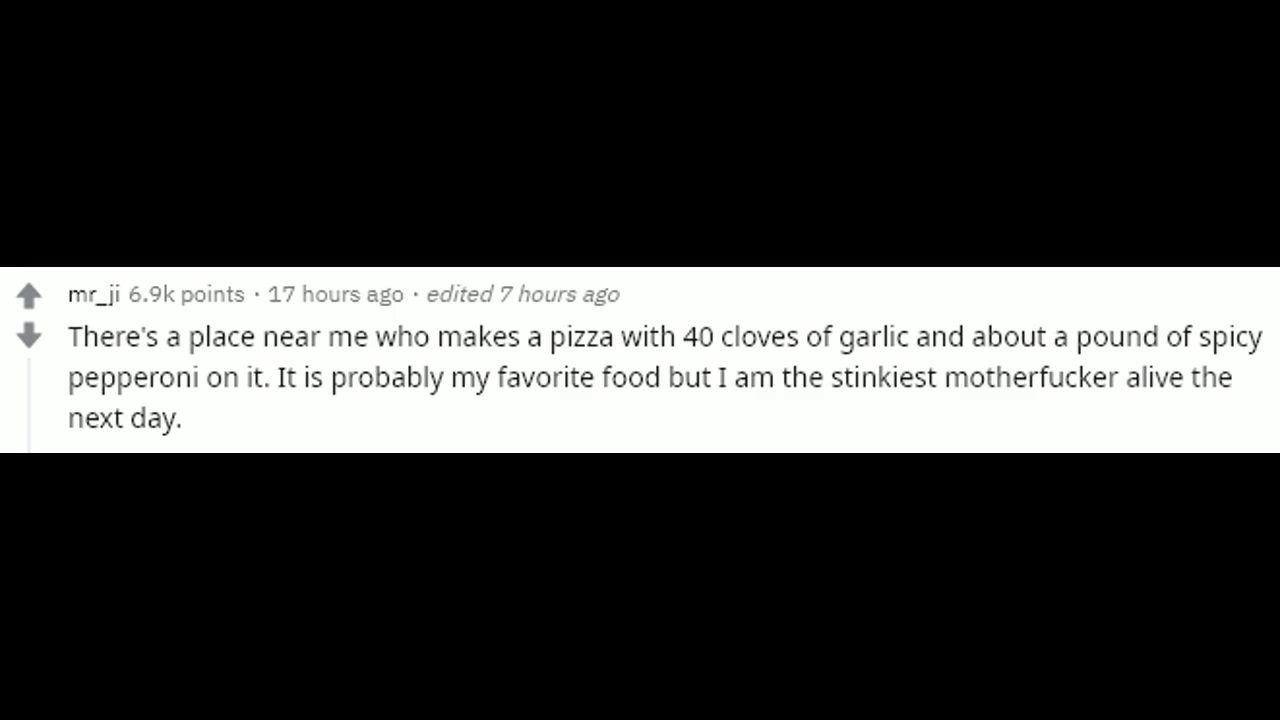 mr_ji 6.9k points · 17 hours ago · edited 7 hours ago
There's a place near me who makes a pizza with 40 cloves of garlic and about a pound of spicy
pepperoni on it. It is probably my favorite food but I am the stinkiest motherfucker alive the
next day.